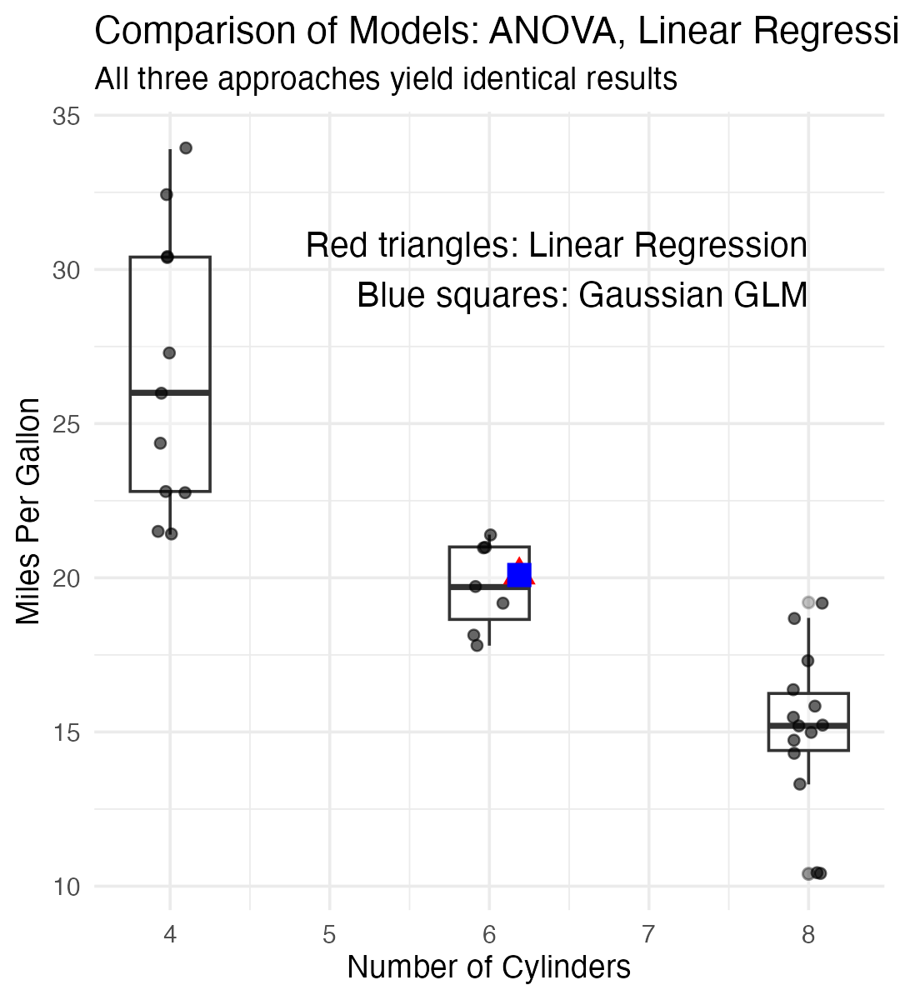 Comparison of Models: ANOVA, Linear Regressi
All three approaches yield identical results
35
30
25
20
15
10
Miles Per Gallon
Red triangles: Linear Regression
Blue squares: Gaussian GLM
4 5 6 7 8
Number of Cylinders